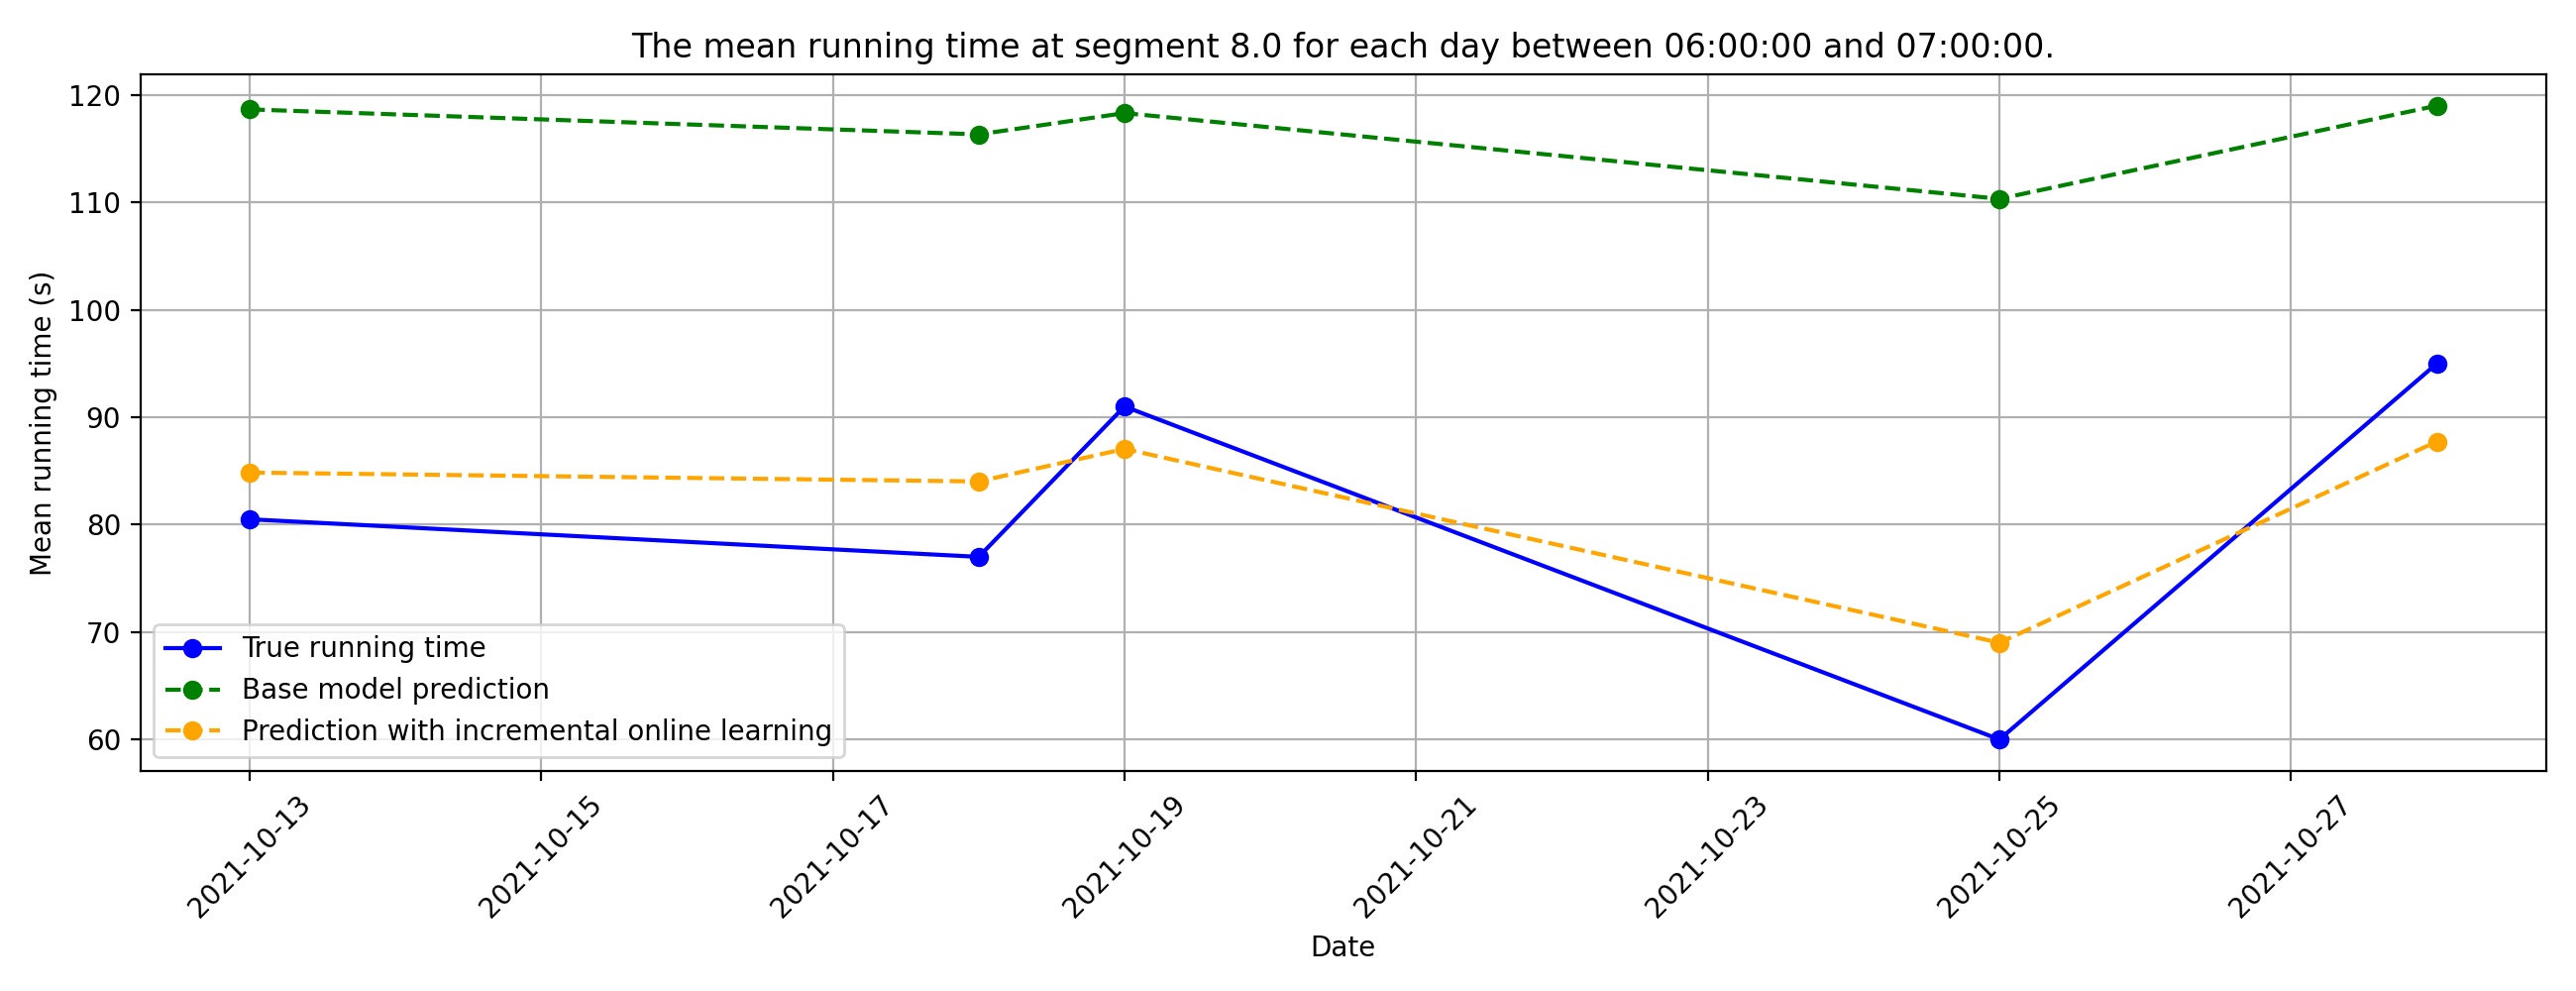 The mean running time at segment 8.0 for each day between 06:00:00 and 07:00:00.
Mean running time (s)
120
110
100
90
80
70
60
True running time
Base model prediction
Prediction with incremental online learning
2021-10-13
2021-10-15
2021-10-17
2021-10-19
2021-10-21
2021-10-23
2021-10-25
2021-10-27
Date